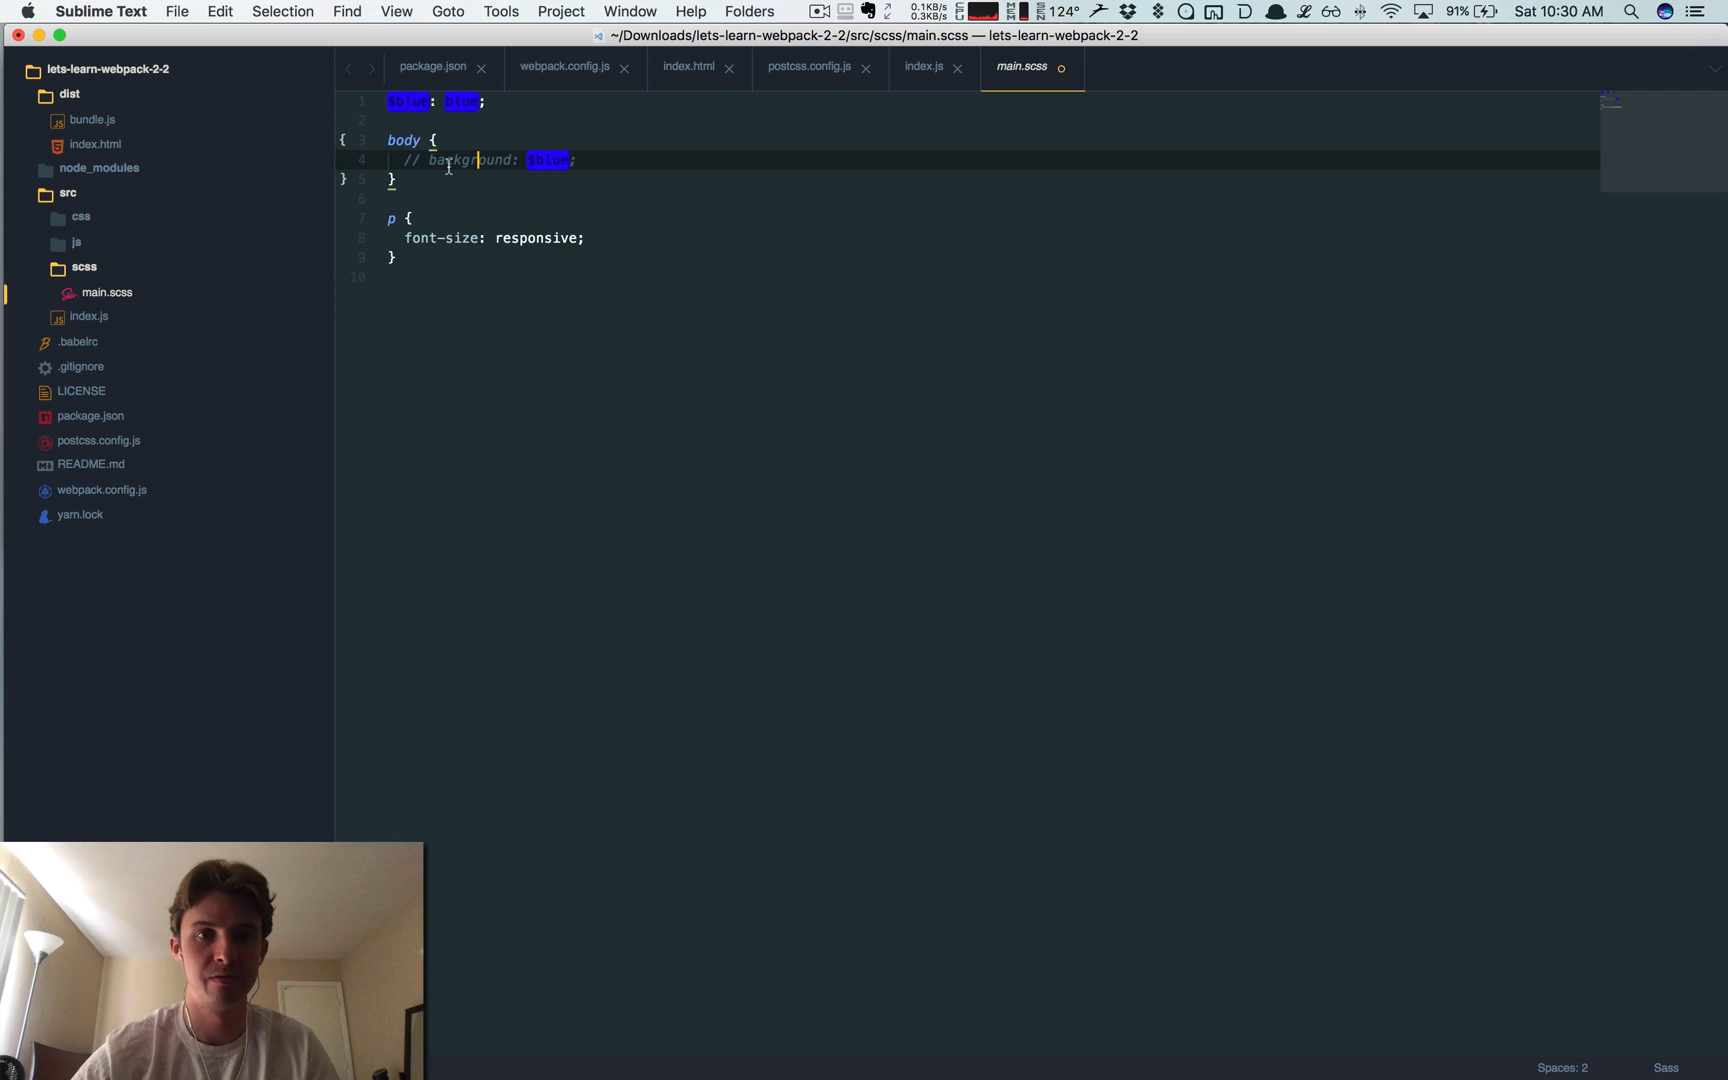 Sublime Text File Edit Selection Find View Goto Tools Project Window Help Folders 0.1KB/s 0.3KB/s 124° 91% Sat 10:30 AM
~/Downloads/lets-learn-webpack-2-2/src/scss/main.scss — lets-learn-webpack-2-2
lets-learn-webpack-2-2
dist
bundle.js
index.html
node_modules
src
css
js
scss
main.scss
index.js
.babelrc
.gitignore
LICENSE
package.json
postcss.config.js
README.md
webpack.config.js
yarn.lock
package.json webpack.config.js index.html postcss.config.js index.js main.scss
1 $blue: blue;
2
{ 3 body {
4 // background: $blue;
} 5 }
6
7 p {
8 font-size: responsive;
9 }
10
Spaces: 2 Sass